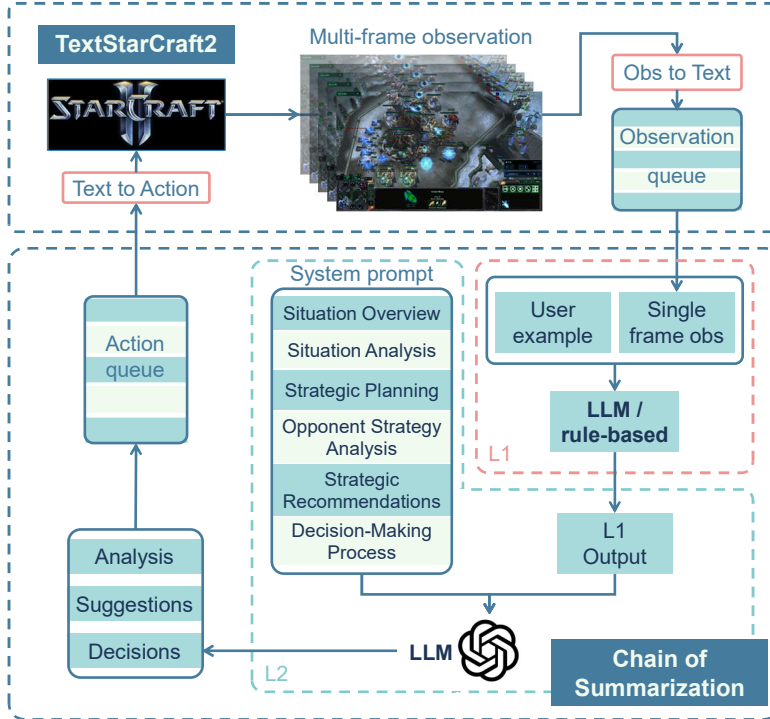 TextStarCraft2
Multi-frame observation
STARCRAFT
II
Obs to Text
Observation
queue
Text to Action
System prompt
Situation Overview
Situation Analysis
Strategic Planning
Opponent Strategy
Analysis
Strategic
Recommendations
Decision-Making
Process
User
example
Single
frame obs
LLM /
rule-based
L1
L1
Output
Action
queue
Analysis
Suggestions
Decisions
LLM
L2
Chain of
Summarization